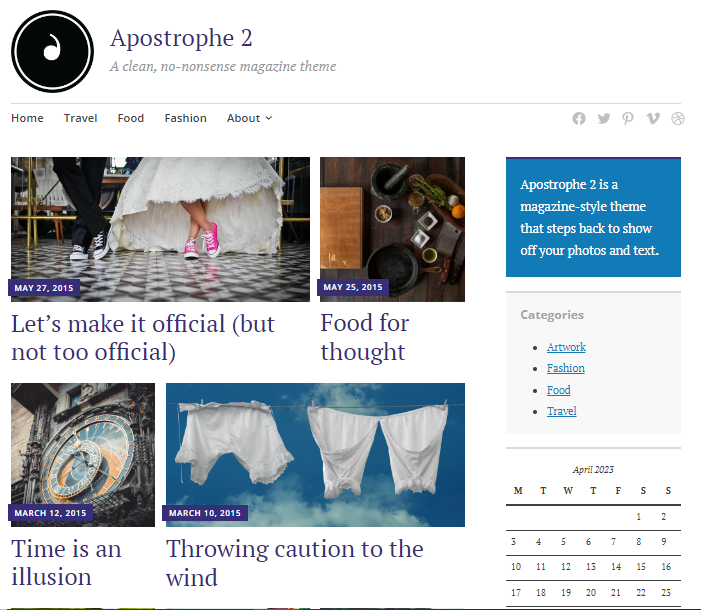 Apostrophe 2
A clean, no-nonsense magazine theme
Home Travel Food Fashion About
MAY 27, 2015
Let’s make it official (but
not too official)
MAY 25, 2015
Food for
thought
MARCH 12, 2015
Time is an
illusion
MARCH 10, 2015
Throwing caution to the
wind
Apostrophe 2 is a
magazine-style theme
that steps back to show
off your photos and text.
Categories
Artwork
Fashion
Food
Travel
April 2023
M T W T F S S
1 2
3 4 5 6 7 8 9
10 11 12 13 14 15 16
17 18 19 20 21 22 23